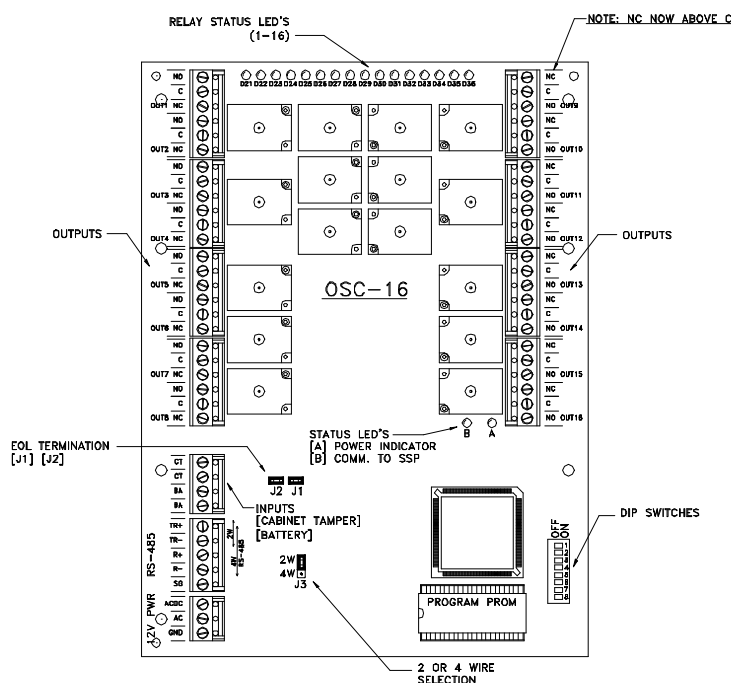 RELAY STATUS LED'S
(1-16)
NOTE: NC NOW ABOVE C
D21 D22 D23 D24 D25 D26 D27 D28 D29 D30 D31 D32 D33 D34 D35 D36
NO
C
OUT1 NC
NO
C
OUT2 NC
NO
C
OUT3 NC
NO
C
OUT4 NC
OUTPUTS
NO
C
OUT5 NC
NO
C
OUT6 NC
NO
C
OUT7 NC
NO
C
OUT8 NC
NC
C
NO OUT9
NC
C
NO OUT10
NC
C
NO OUT11
NC
C
NO OUT12
OUTPUTS
NC
C
NO OUT13
NC
C
NO OUT14
NC
C
NO OUT15
NC
C
NO OUT16
OSC-16
B A
STATUS LED'S
[A] POWER INDICATOR
[B] COMM. TO SSP
EOL TERMINATION
[J1] [J2]
J2 J1
CT
CT
BA
BA
INPUTS
[CABINET TAMPER]
[BATTERY]
RS-485
TR+
TR-
R+
R-
SG
2W
4W
RS-485
12V PWR
ACDC
AC
GND
2W
4W
J3
2 OR 4 WIRE
SELECTION
PROGRAM PROM
OFF
ON
1
2
3
4
5
6
7
8
DIP SWITCHES